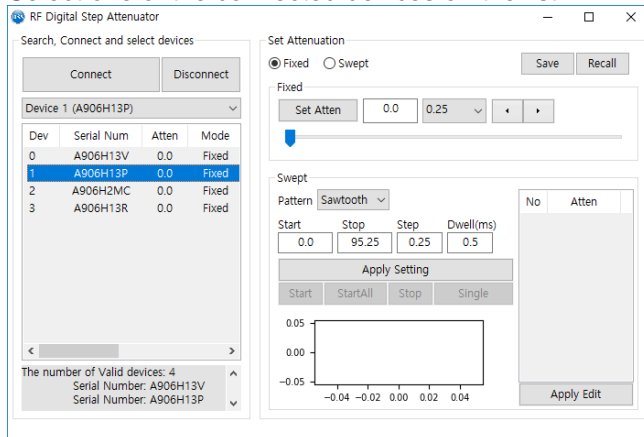 RF Digital Step Attenuator
Search, Connect and select devices
Connect
Disconnect
Device 1 (A906H13P)
Dev Serial Num Atten Mode
0 A906H13V 0.0 Fixed
1 A906H13P 0.0 Fixed
2 A906H2MC 0.0 Fixed
3 A906H13R 0.0 Fixed
The number of Valid devices: 4
Serial Number: A906H13V
Serial Number: A906H13P
Set Attenuation
Fixed Swept
Save Recall
Fixed
Set Atten 0.0 0.25
Swept
Pattern Sawtooth
Start Stop Step Dwell(ms)
0.0 95.25 0.25 0.5
Apply Setting
Start StartAll Stop Single
0.05
0.00
−0.05
−0.04 −0.02 0.00 0.02 0.04
No Atten
Apply Edit